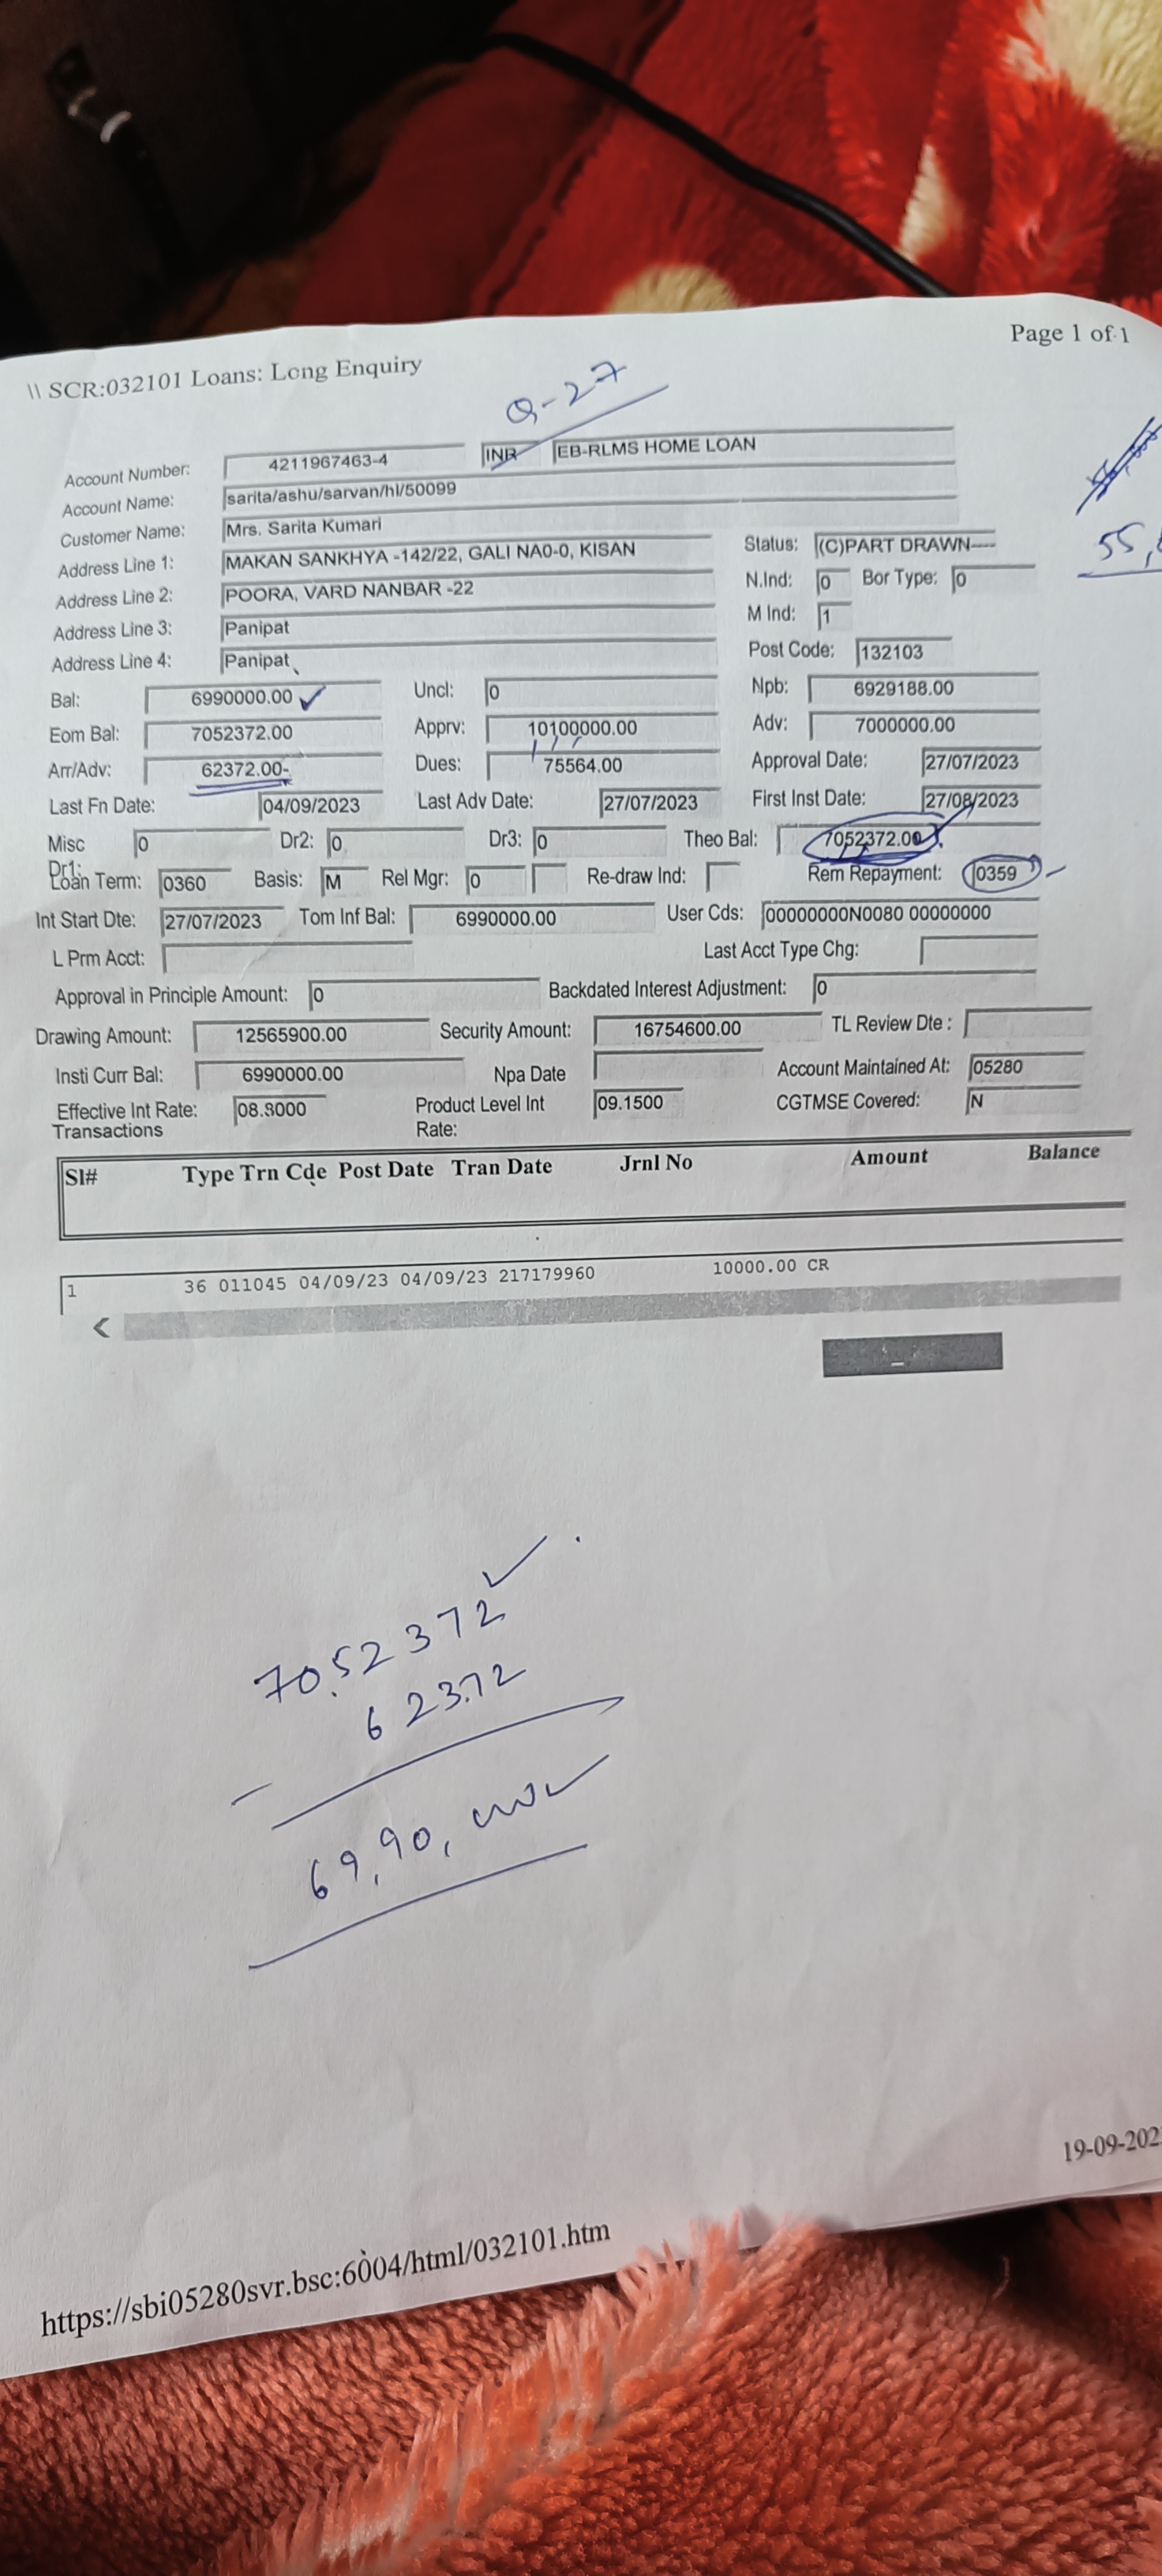 Page 1 of 1
\\ SCR:032101 Loans: Long Enquiry
Q-27
Account Number: 4211967463-4 INR EB-RLMS HOME LOAN
Account Name: sarita/ashu/sarvan/hl/50099
Customer Name: Mrs. Sarita Kumari
Address Line 1: MAKAN SANKHYA -142/22, GALI NA0-0, KISAN Status: (C)PART DRAWN----
55,
Address Line 2: POORA, VARD NANBAR -22 N.Ind: 0 Bor Type: 0
Address Line 3: Panipat M Ind: 1
Address Line 4: Panipat Post Code: 132103
Bal: 6990000.00 Uncl: 0 Npb: 6929188.00
Eom Bal: 7052372.00 Apprv: 10100000.00 Adv: 7000000.00
Arr/Adv: 62372.00- Dues: 75564.00 Approval Date: 27/07/2023
Last Fn Date: 04/09/2023 Last Adv Date: 27/07/2023 First Inst Date: 27/08/2023
Misc Dr1: 0 Dr2: 0 Dr3: 0 Theo Bal: 7052372.00
Loan Term: 0360 Basis: M Rel Mgr: 0 Re-draw Ind: Rem Repayment: 0359
Int Start Dte: 27/07/2023 Tom Inf Bal: 6990000.00 User Cds: 00000000N0080 00000000
L Prm Acct: Last Acct Type Chg:
Approval in Principle Amount: 0 Backdated Interest Adjustment: 0
Drawing Amount: 12565900.00 Security Amount: 16754600.00 TL Review Dte :
Insti Curr Bal: 6990000.00 Npa Date Account Maintained At: 05280
Effective Int Rate: 08.8000 Product Level Int Rate: 09.1500 CGTMSE Covered: N
Transactions
Sl# Type Trn Cde Post Date Tran Date Jrnl No Amount Balance
1 36 011045 04/09/23 04/09/23 217179960 10000.00 CR
7052372
62372
69,90,
19-09-202
https://sbi05280svr.bsc:6004/html/032101.htm